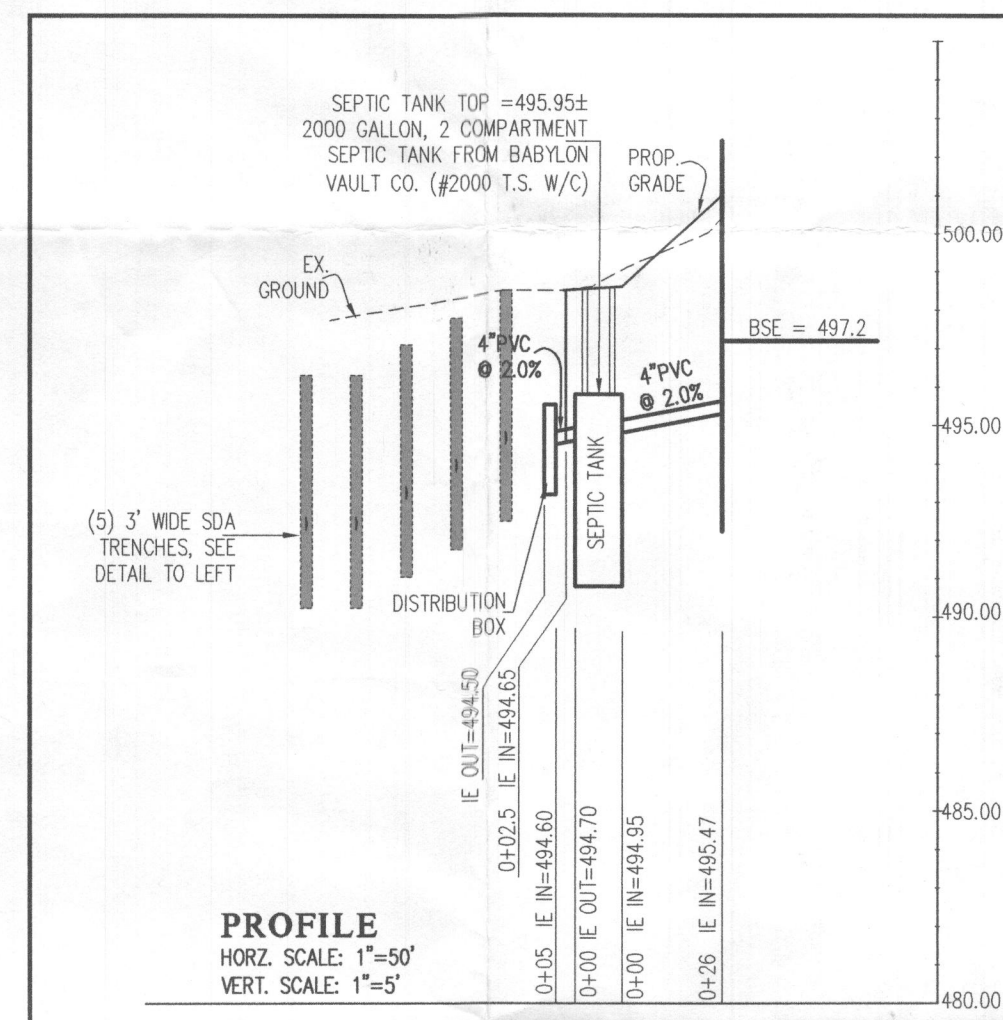 SEPTIC TANK TOP =495.95±
2000 GALLON, 2 COMPARTMENT
SEPTIC TANK FROM BABYLON
VAULT CO. (#2000 T.S. W/C)
PROP.
GRADE
500.00
EX.
GROUND
BSE = 497.2
4"PVC
@ 2.0%
4"PVC
@ 2.0%
495.00
SEPTIC TANK
(5) 3' WIDE SDA
TRENCHES, SEE
DETAIL TO LEFT
DISTRIBUTION
BOX
490.00
IE OUT=494.50
0+02.5 IE IN=494.65
0+05 IE IN=494.60
0+00 IE OUT=494.70
0+00 IE IN=494.95
0+26 IE IN=495.47
485.00
PROFILE
HORZ. SCALE: 1"=50'
VERT. SCALE: 1"=5'
480.00